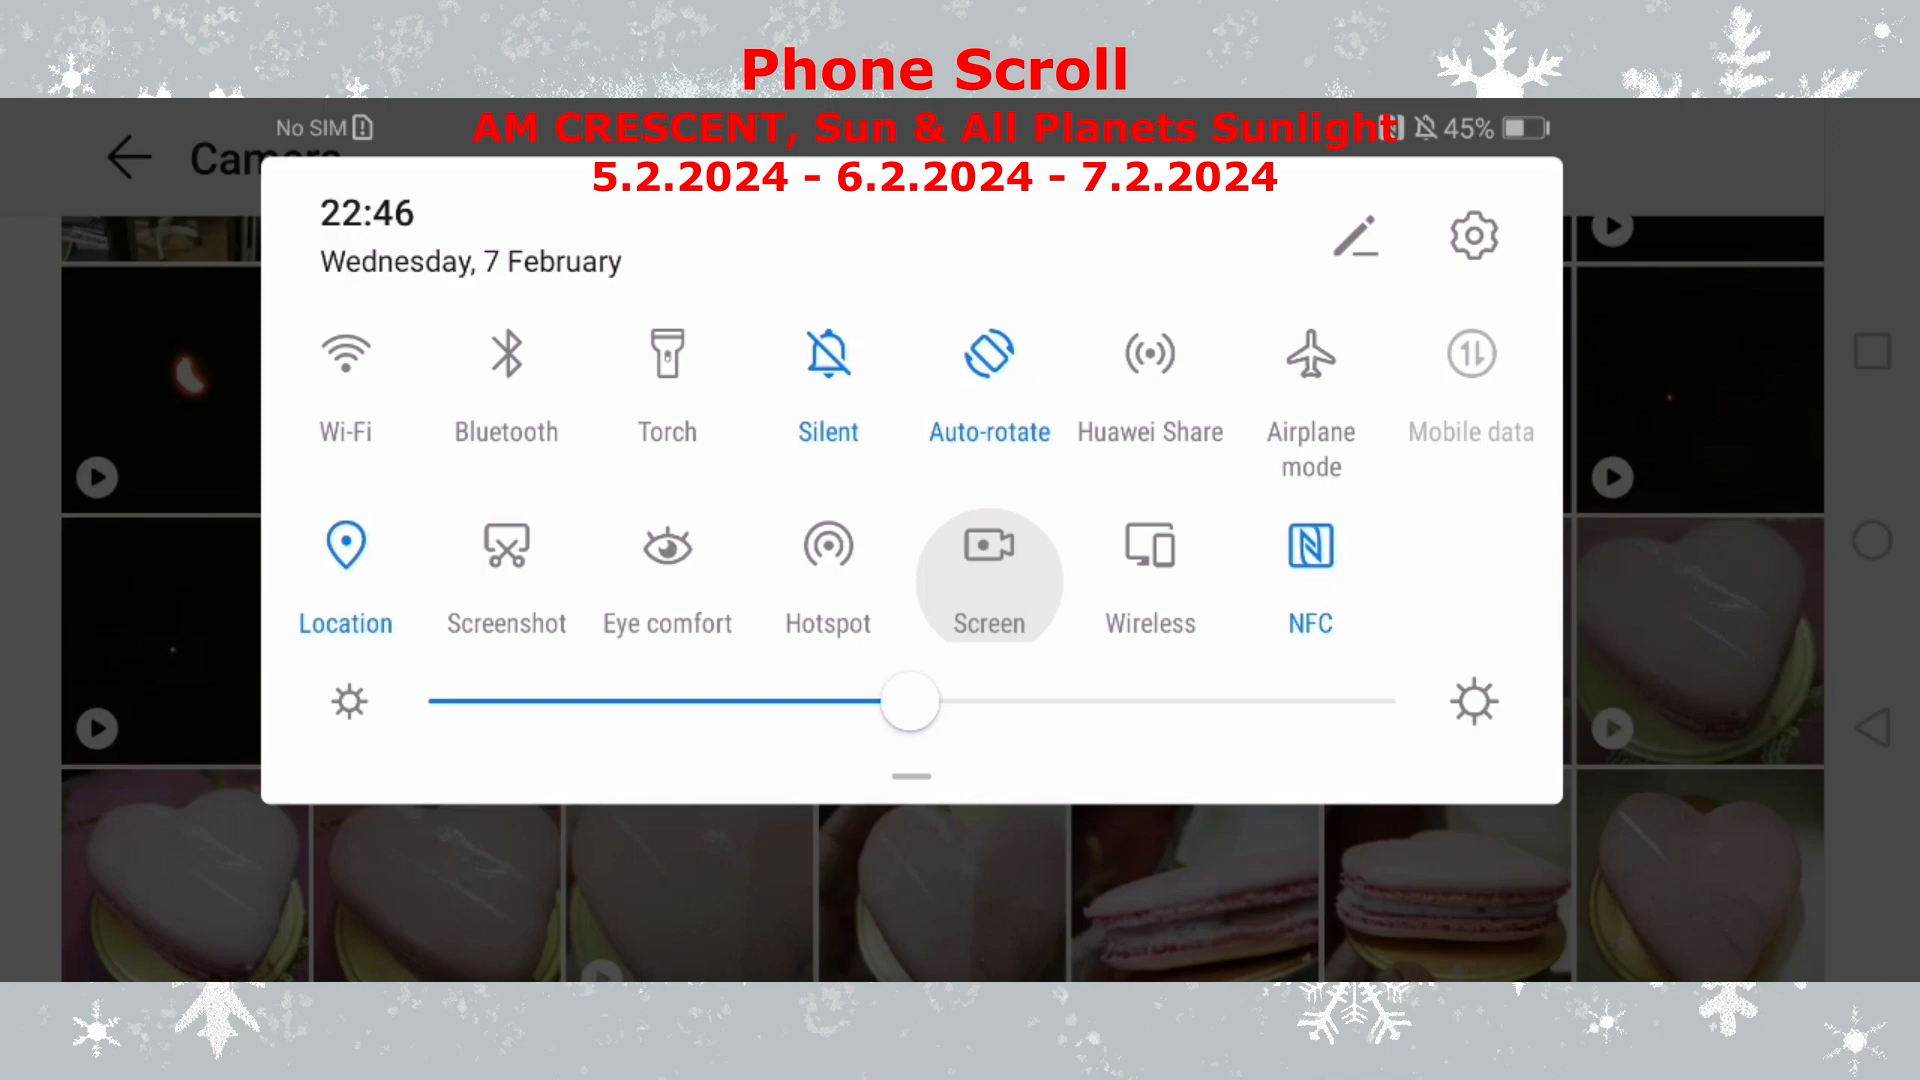 Phone Scroll
No SIM
AM CRESCENT, Sun & All Planets Sunlight
45%
Camera
5.2.2024 - 6.2.2024 - 7.2.2024
22:46
Wednesday, 7 February
Wi-Fi
Bluetooth
Torch
Silent
Auto-rotate
Huawei Share
Airplane
mode
Mobile data
Location
Screenshot
Eye comfort
Hotspot
Screen
Wireless
NFC